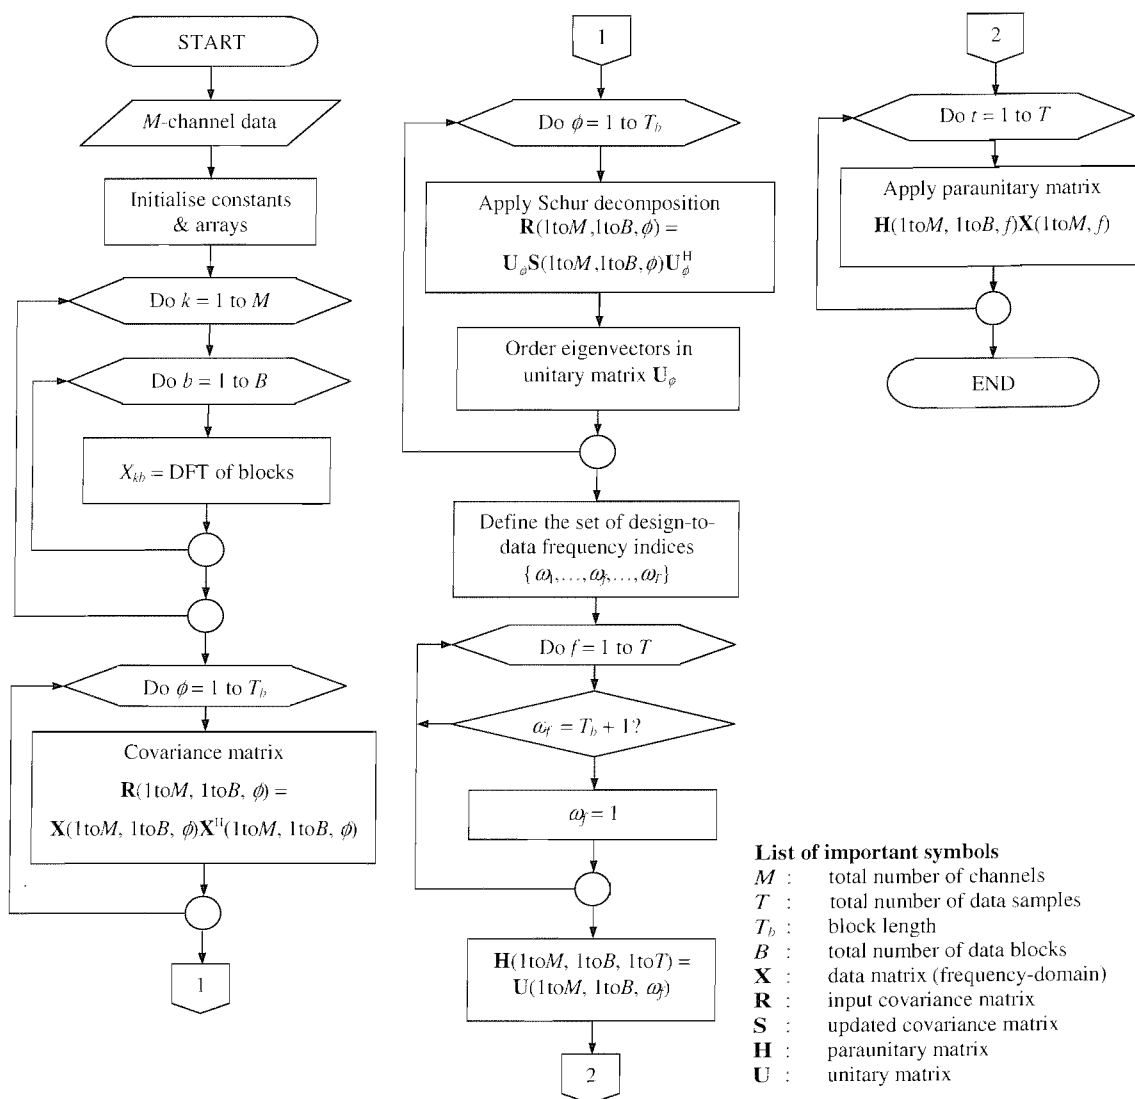 START
M-channel data
Initialise constants
& arrays
Do k = 1 to M
Do b = 1 to B
X_kb = DFT of blocks
Do ϕ = 1 to T_b
Covariance matrix
R(1toM, 1toB, ϕ) =
X(1toM, 1toB, ϕ)X^H(1toM, 1toB, ϕ)
1
1
Do ϕ = 1 to T_b
Apply Schur decomposition
R(1toM,1toB,ϕ) =
U_ϕS(1toM,1toB,ϕ)U_ϕ^H
Order eigenvectors in
unitary matrix U_ϕ
Define the set of design-to-
data frequency indices
{ω_1,…,ω_f,…,ω_T}
Do f = 1 to T
ω_f = T_b + 1?
ω_f = 1
H(1toM, 1toB, 1toT) =
U(1toM, 1toB, ω_f)
2
2
Do t = 1 to T
Apply paraunitary matrix
H(1toM, 1toB, f)X(1toM, f)
END
List of important symbols
M : total number of channels
T : total number of data samples
T_b : block length
B : total number of data blocks
X : data matrix (frequency-domain)
R : input covariance matrix
S : updated covariance matrix
H : paraunitary matrix
U : unitary matrix